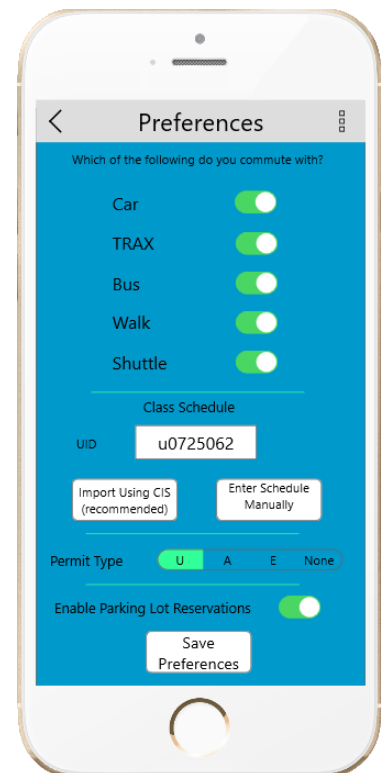 Preferences
Which of the following do you commute with?
Car
TRAX
Bus
Walk
Shuttle
Class Schedule
UID u0725062
Import Using CIS
(recommended)
Enter Schedule
Manually
Permit Type U A E None
Enable Parking Lot Reservations
Save
Preferences